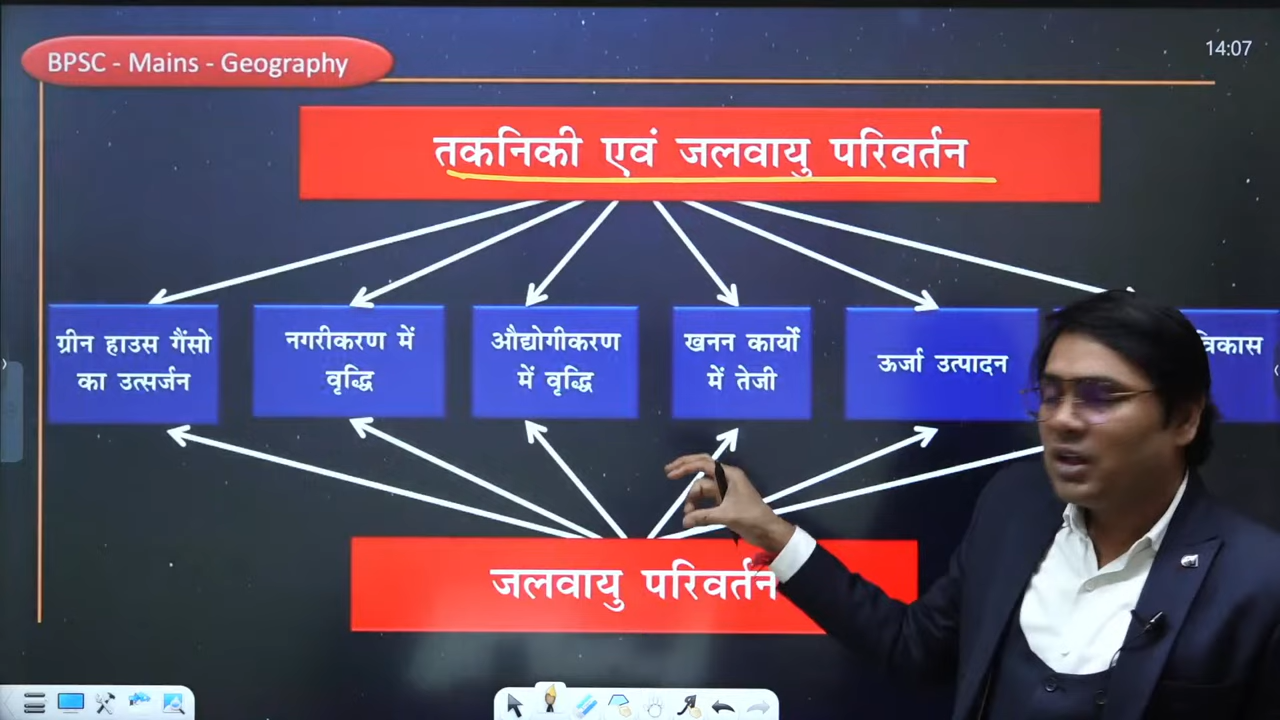 BPSC - Mains - Geography
14:07
तकनिकी एवं जलवायु परिवर्तन
ग्रीन हाउस गैंसो
का उत्सर्जन
नगरीकरण में
वृद्धि
औद्योगीकरण
में वृद्धि
खनन कार्यों
में तेजी
ऊर्जा उत्पादन
विकास
जलवायु परिवर्तन